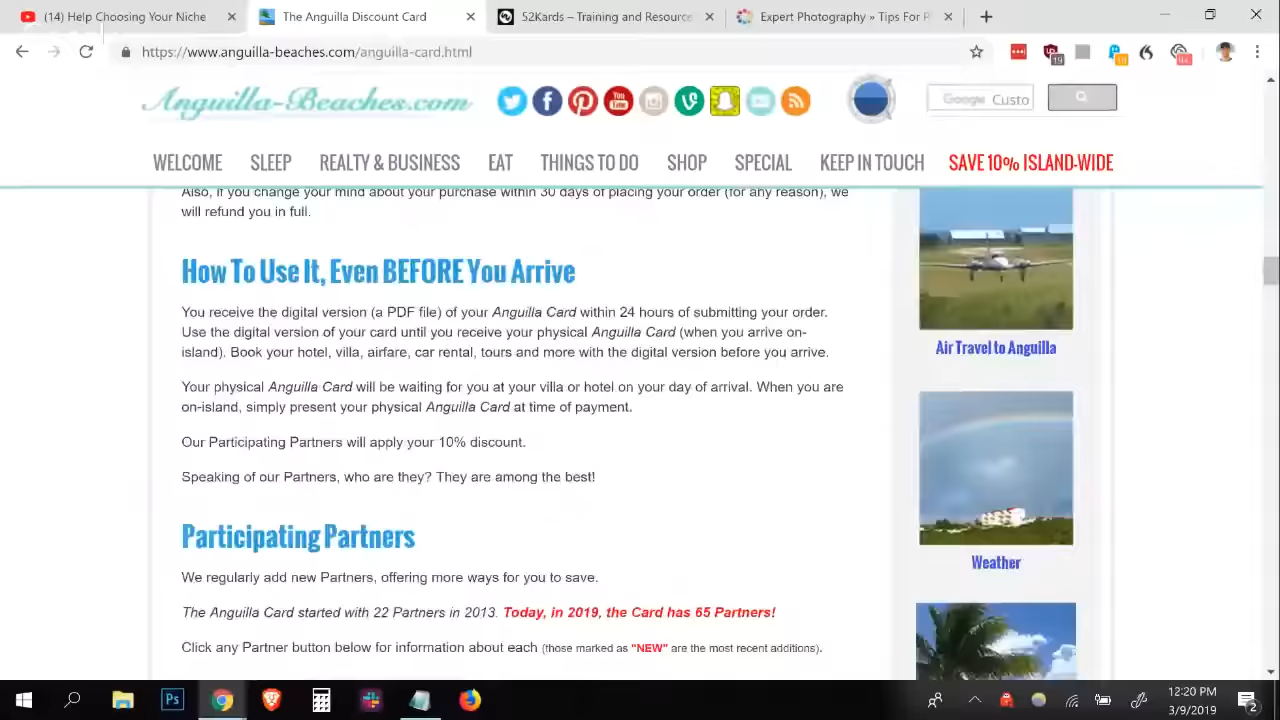 (14) Help Choosing Your Niche
The Anguilla Discount Card
52Kards – Training and Resource
Expert Photography » Tips For P
https://www.anguilla-beaches.com/anguilla-card.html
19
10
Anguilla-Beaches.com
You Tube
Google Custo
WELCOME SLEEP REALTY & BUSINESS EAT THINGS TO DO SHOP SPECIAL KEEP IN TOUCH SAVE 10% ISLAND-WIDE
Also, if you change your mind about your purchase within 30 days of placing your order (for any reason), we
will refund you in full.
How To Use It, Even BEFORE You Arrive
You receive the digital version (a PDF file) of your Anguilla Card within 24 hours of submitting your order.
Use the digital version of your card until you receive your physical Anguilla Card (when you arrive on-
island). Book your hotel, villa, airfare, car rental, tours and more with the digital version before you arrive.
Your physical Anguilla Card will be waiting for you at your villa or hotel on your day of arrival. When you are
on-island, simply present your physical Anguilla Card at time of payment.
Our Participating Partners will apply your 10% discount.
Speaking of our Partners, who are they? They are among the best!
Participating Partners
We regularly add new Partners, offering more ways for you to save.
The Anguilla Card started with 22 Partners in 2013. Today, in 2019, the Card has 65 Partners!
Click any Partner button below for information about each (those marked as "NEW" are the most recent additions).
Air Travel to Anguilla
Weather
Ps
12:20 PM
3/9/2019
2